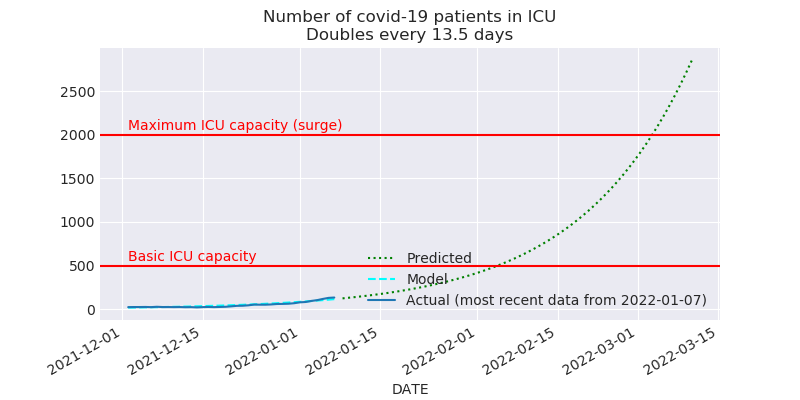 Number of covid-19 patients in ICU
Doubles every 13.5 days
2500
2000
1500
1000
500
0
Maximum ICU capacity (surge)
Basic ICU capacity
Predicted
Model
Actual (most recent data from 2022-01-07)
2021-12-01
2021-12-15
2022-01-01
2022-01-15
2022-02-01
2022-02-15
2022-03-01
2022-03-15
DATE